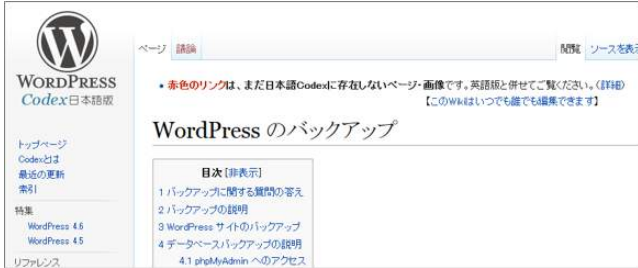 WORDPRESS
Codex日本語版
ページ 議論
閲覧 ソースを表示
• 赤色のリンクは、まだ日本語Codexに存在しないページ・画像です。英語版と併せてご覧ください。(詳細)
【このWikiはいつでも誰でも編集できます】
WordPress のバックアップ
トップページ
Codexとは
最近の更新
索引
特集
WordPress 4.6
WordPress 4.5
リファレンス
目次 [非表示]
1 バックアップに関する質問の答え
2 バックアップの説明
3 WordPress サイトのバックアップ
4 データベースバックアップの説明
4.1 phpMyAdmin へのアクセス